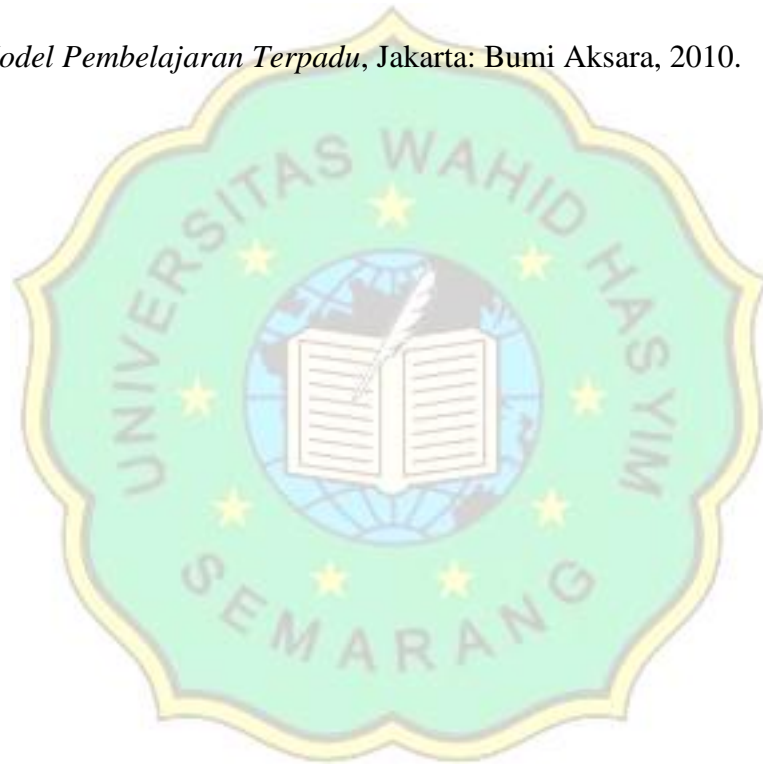 odel Pembelajaran Terpadu, Jakarta: Bumi Aksara, 2010.
UNIVERSITAS WAHID HASYIM
SEMARANG